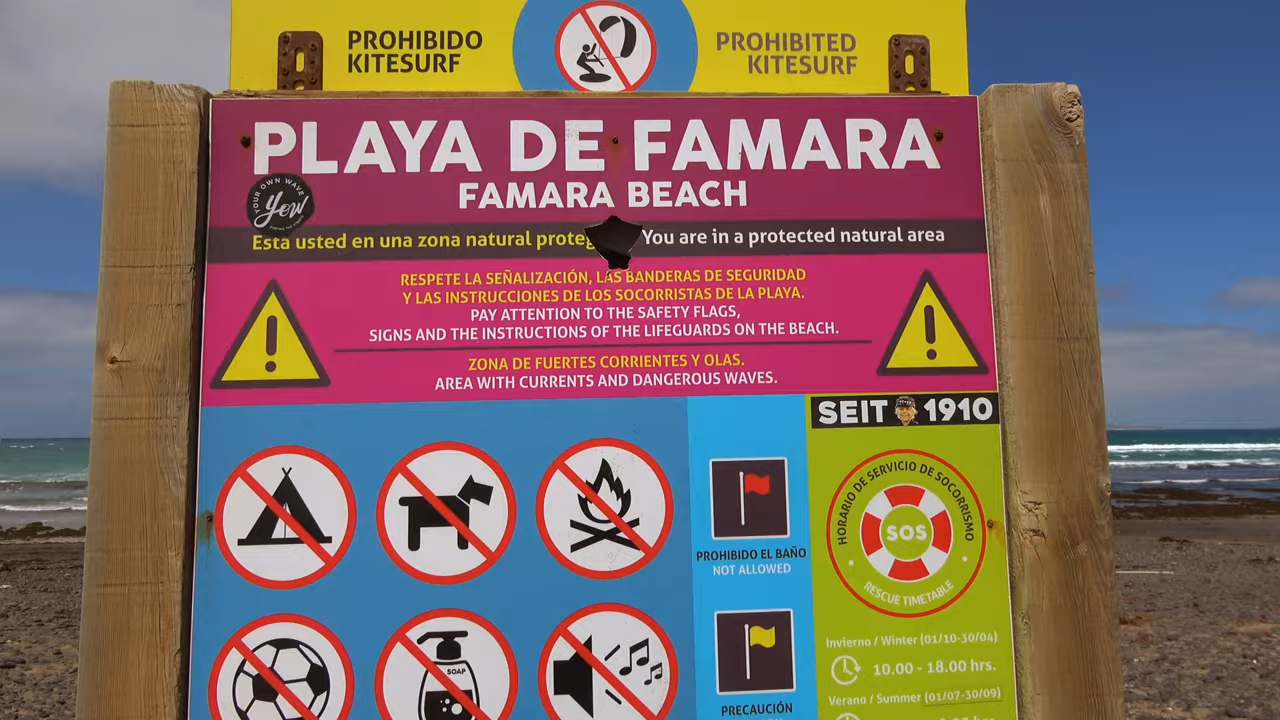 PROHIBIDO
KITESURF
PROHIBITED
KITESURF
PLAYA DE FAMARA
FAMARA BEACH
YOUR OWN WAVE
Yow
Está usted en una zona natural
You are in a protected natural area
RESPETE LA SEÑALIZACIÓN, LAS BANDERAS DE SEGURIDAD
Y LAS INSTRUCCIONES DE LOS SOCORRISTAS DE LA PLAYA.
PAY ATTENTION TO THE SAFETY FLAGS,
SIGNS AND THE INSTRUCTIONS OF THE LIFEGUARDS ON THE BEACH.
ZONA DE FUERTES CORRIENTES Y OLAS.
AREA WITH CURRENTS AND DANGEROUS WAVES.
SEIT 1910
HORARIO DE SERVICIO DE SOCORRISMO
SOS
RESCUE TIMETABLE
PROHIBIDO EL BAÑO
NOT ALLOWED
SOAP
Invierno / Winter (01/10-30/04)
10.00 - 18.00 hrs.
Verano / Summer (01/07-30/09)
PRECAUCIÓN